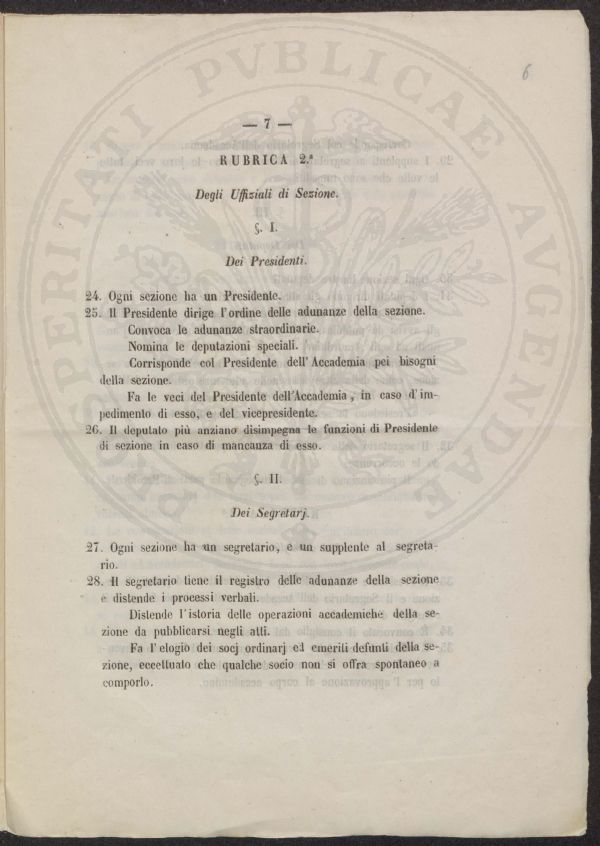 6
— 7 —
RUBRICA 2.ª
Degli Uffiziali di Sezione.
§. I.
Dei Presidenti.
24. Ogni sezione ha un Presidente.
25. Il Presidente dirige l'ordine delle adunanze della sezione.
Convoca le adunanze straordinarie.
Nomina le deputazioni speciali.
Corrisponde col Presidente dell'Accademia pei bisogni
della sezione.
Fa le veci del Presidente dell'Accademia, in caso d'im-
pedimento di esso, e del vicepresidente.
26. Il deputato più anziano disimpegna le funzioni di Presidente
di sezione in caso di mancanza di esso.
§. II.
Dei Segretarj.
27. Ogni sezione ha un segretario, e un supplente al segreta-
rio.
28. Il segretario tiene il registro delle adunanze della sezione
e distende i processi verbali.
Distende l'istoria delle operazioni accademiche della se-
zione da pubblicarsi negli atti.
Fa l'elogio dei socj ordinarj ed emeriti defunti della se-
zione, eccettuato che qualche socio non si offra spontaneo a
comporlo.
PROSPERITATI PVBLICAE AVGENDAE